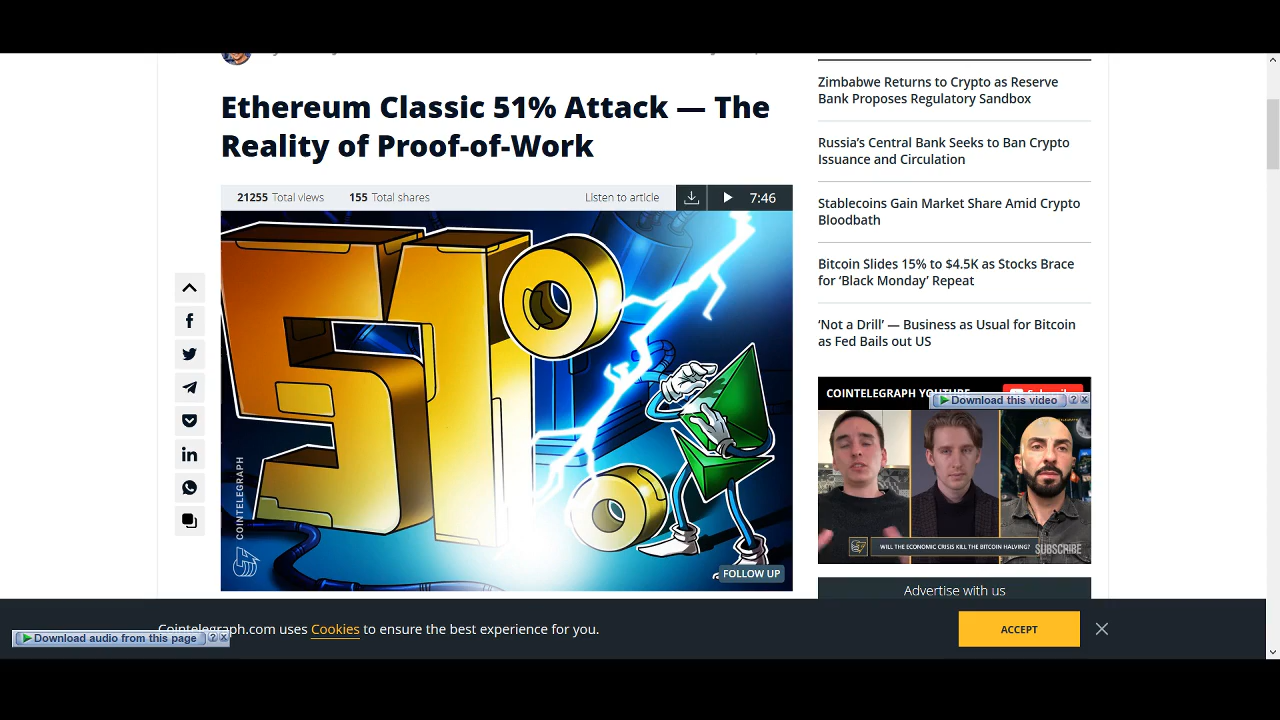 Ethereum Classic 51% Attack — The
Reality of Proof-of-Work
21255 Total views 155 Total shares
Listen to article
7:46
51%
COINTELEGRAPH
FOLLOW UP
Zimbabwe Returns to Crypto as Reserve
Bank Proposes Regulatory Sandbox
Russia’s Central Bank Seeks to Ban Crypto
Issuance and Circulation
Stablecoins Gain Market Share Amid Crypto
Bloodbath
Bitcoin Slides 15% to $4.5K as Stocks Brace
for ‘Black Monday’ Repeat
‘Not a Drill’ — Business as Usual for Bitcoin
as Fed Bails out US
COINTELEGRAPH YOUTUBE
Download this video ? X
WILL THE ECONOMIC CRISIS KILL THE BITCOIN HALVING?
SUBSCRIBE
Advertise with us
Cointelegraph.com uses Cookies to ensure the best experience for you.
ACCEPT
Download audio from this page ? X